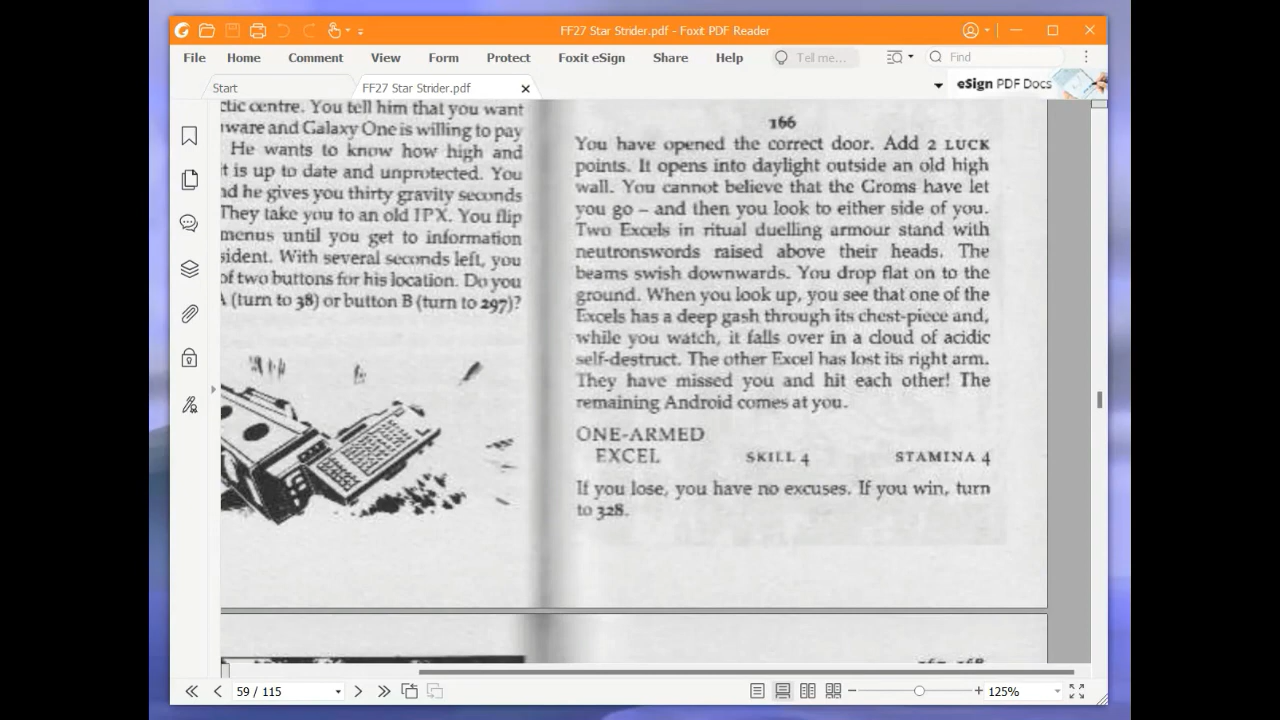 FF27 Star Strider.pdf - Foxit PDF Reader
File Home Comment View Form Protect Foxit eSign Share Help Tell me... Find
Start FF27 Star Strider.pdf eSign PDF Docs
ctic centre. You tell him that you want
ware and Galaxy One is willing to pay
He wants to know how high and
t is up to date and unprotected. You
nd he gives you thirty gravity seconds
They take you to an old IPX. You flip
menus until you get to information
sident. With several seconds left, you
of two buttons for his location. Do you
A (turn to 38) or button B (turn to 297)?
166
You have opened the correct door. Add 2 LUCK
points. It opens into daylight outside an old high
wall. You cannot believe that the Groms have let
you go – and then you look to either side of you.
Two Excels in ritual duelling armour stand with
neutronswords raised above their heads. The
beams swish downwards. You drop flat on to the
ground. When you look up, you see that one of the
Excels has a deep gash through its chest-piece and,
while you watch, it falls over in a cloud of acidic
self-destruct. The other Excel has lost its right arm.
They have missed you and hit each other! The
remaining Android comes at you.
ONE-ARMED
EXCEL SKILL 4 STAMINA 4
If you lose, you have no excuses. If you win, turn
to 328.
59 / 115 125%